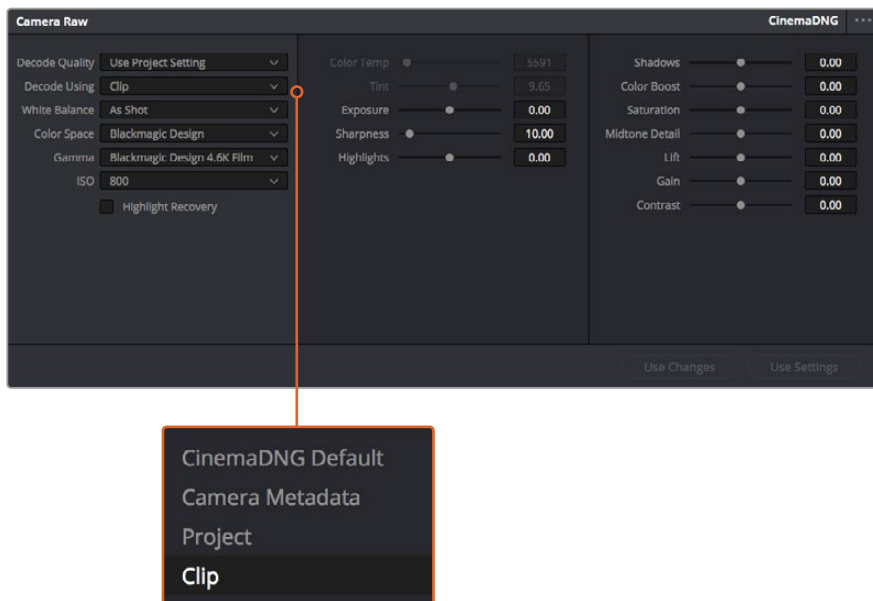 Camera Raw
CinemaDNG
Decode Quality Use Project Setting
Decode Using Clip
White Balance As Shot
Color Space Blackmagic Design
Gamma Blackmagic Design 4.6K Film
ISO 800
Highlight Recovery
Color Temp 5591
Tint 9.65
Exposure 0.00
Sharpness 10.00
Highlights 0.00
Shadows 0.00
Color Boost 0.00
Saturation 0.00
Midtone Detail 0.00
Lift 0.00
Gain 0.00
Contrast 0.00
Use Changes
Use Settings
CinemaDNG Default
Camera Metadata
Project
Clip